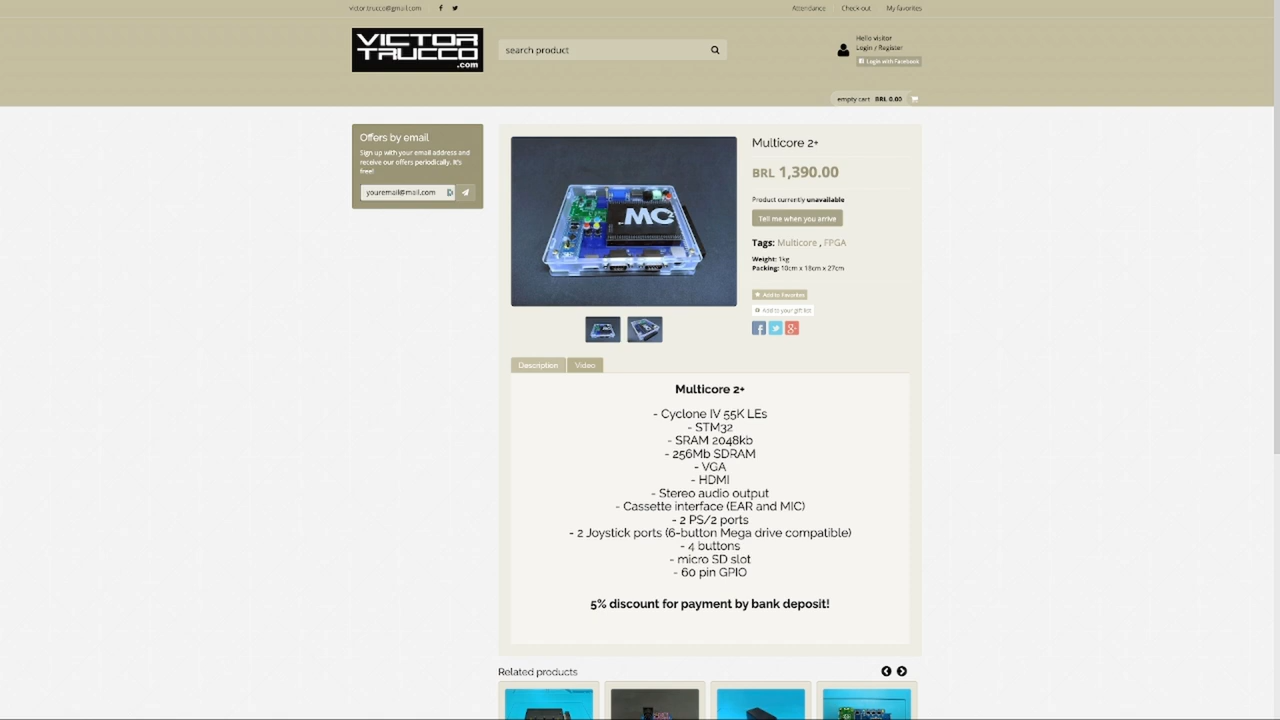 victor.trucco@gmail.com
Attendance Check out My favorites
VICTOR
TRUCCO
.com
search product
Hello visitor
Login / Register
Login with Facebook
empty cart BRL 0.00
Offers by email
Sign up with your email address and
receive our offers periodically. It's
free!
youremail@mail.com
MC
Multicore 2+
BRL 1,390.00
Product currently unavailable
Tell me when you arrive
Tags: Multicore , FPGA
Weight: 1kg
Packing: 10cm x 18cm x 27cm
Add to Favorites
Add to your gift list
Description Video
Multicore 2+
- Cyclone IV 55K LEs
- STM32
- SRAM 2048kb
- 256Mb SDRAM
- VGA
- HDMI
- Stereo audio output
- Cassette interface (EAR and MIC)
- 2 PS/2 ports
- 2 Joystick ports (6-button Mega drive compatible)
- 4 buttons
- micro SD slot
- 60 pin GPIO
5% discount for payment by bank deposit!
Related products